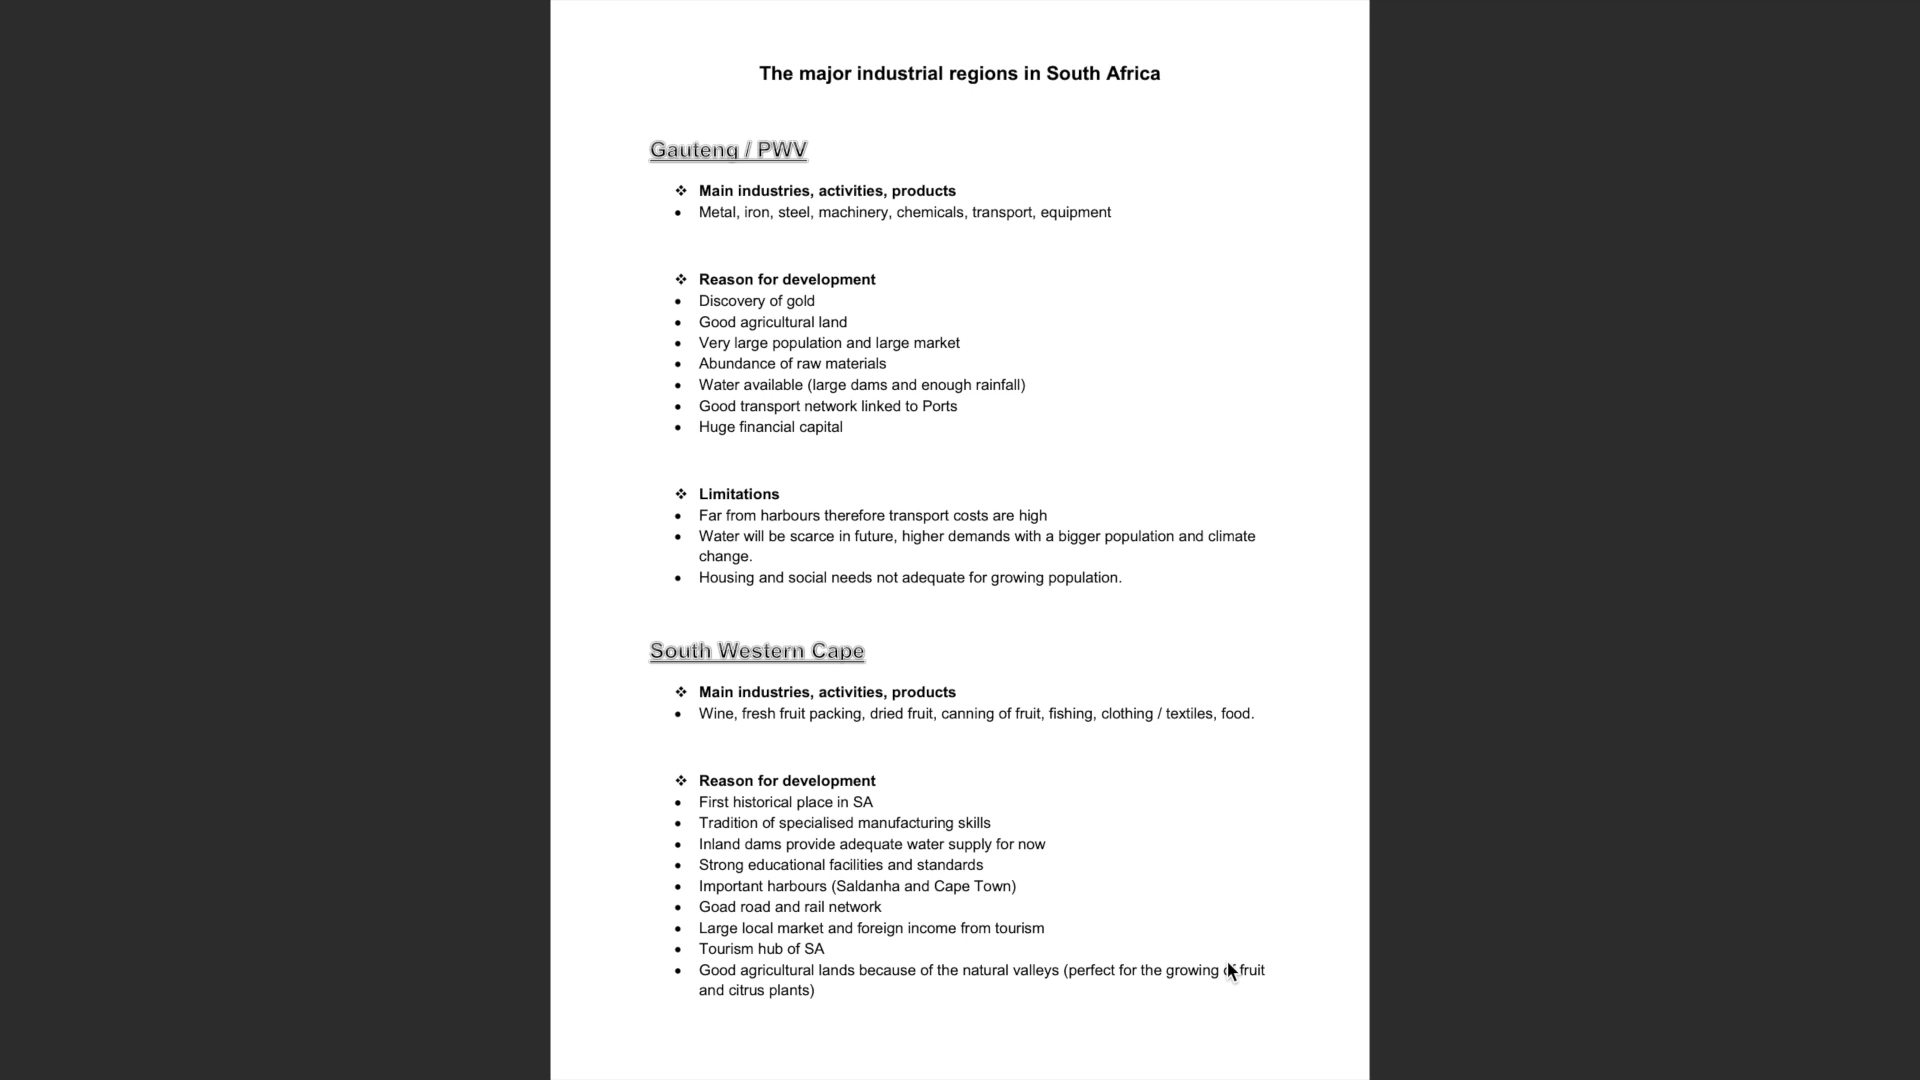 The major industrial regions in South Africa
Gauteng / PWV
❖ Main industries, activities, products
• Metal, iron, steel, machinery, chemicals, transport, equipment
❖ Reason for development
• Discovery of gold
• Good agricultural land
• Very large population and large market
• Abundance of raw materials
• Water available (large dams and enough rainfall)
• Good transport network linked to Ports
• Huge financial capital
❖ Limitations
• Far from harbours therefore transport costs are high
• Water will be scarce in future, higher demands with a bigger population and climate
change.
• Housing and social needs not adequate for growing population.
South Western Cape
❖ Main industries, activities, products
• Wine, fresh fruit packing, dried fruit, canning of fruit, fishing, clothing / textiles, food.
❖ Reason for development
• First historical place in SA
• Tradition of specialised manufacturing skills
• Inland dams provide adequate water supply for now
• Strong educational facilities and standards
• Important harbours (Saldanha and Cape Town)
• Goad road and rail network
• Large local market and foreign income from tourism
• Tourism hub of SA
• Good agricultural lands because of the natural valleys (perfect for the growing of fruit
and citrus plants)